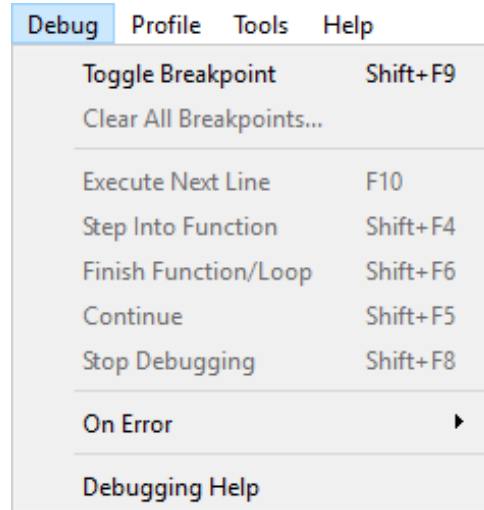 Debug Profile Tools Help
Toggle Breakpoint Shift+F9
Clear All Breakpoints...
Execute Next Line F10
Step Into Function Shift+F4
Finish Function/Loop Shift+F6
Continue Shift+F5
Stop Debugging Shift+F8
On Error
Debugging Help